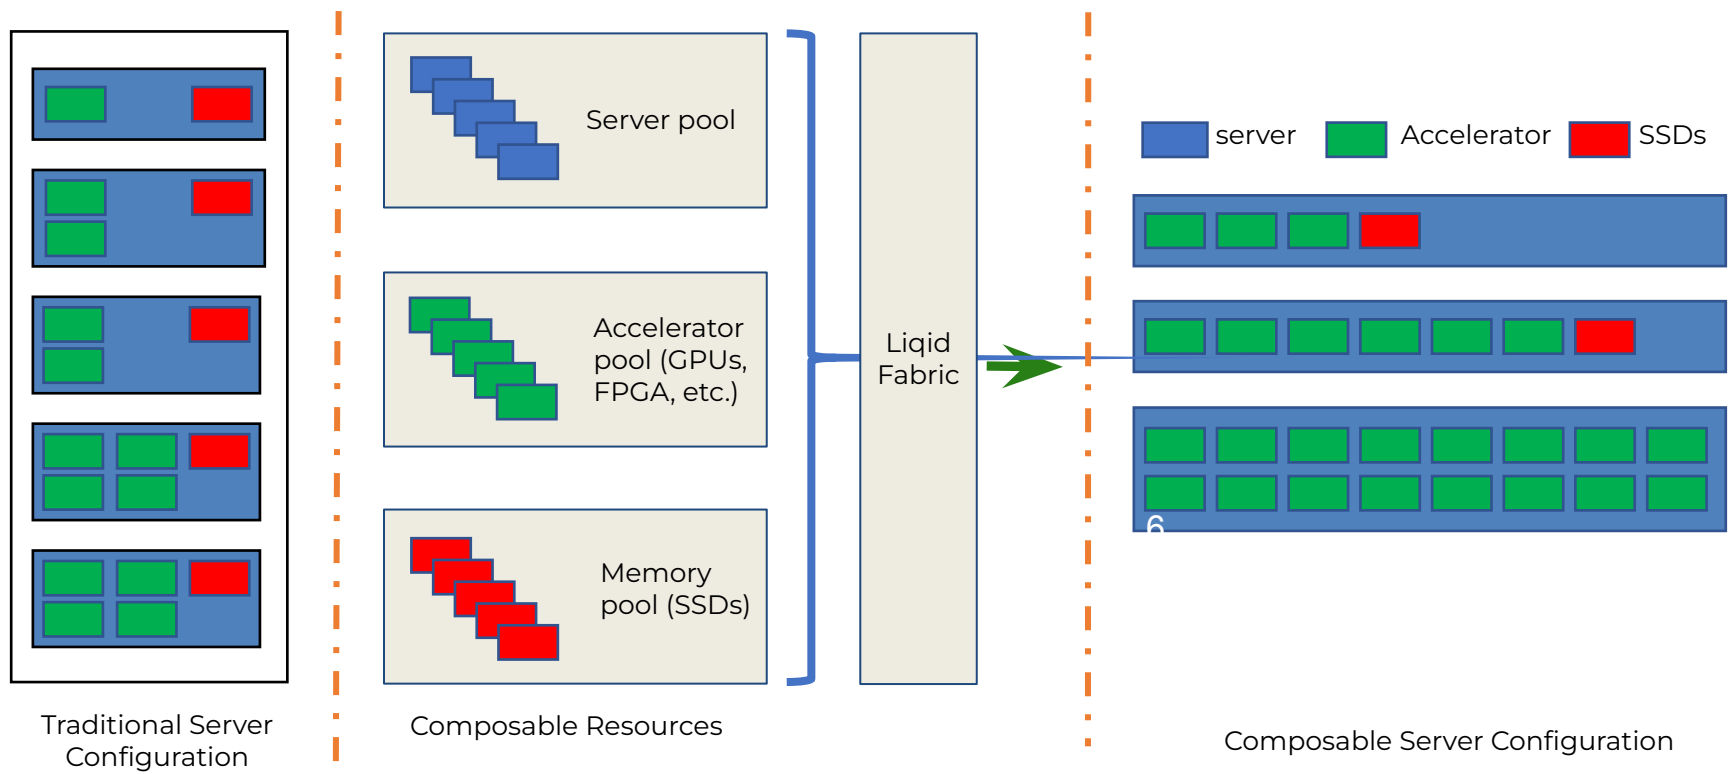 Server pool
Accelerator
pool (GPUs,
FPGA, etc.)
Memory
pool (SSDs)
Liqid
Fabric
server
Accelerator
SSDs
6
Traditional Server
Configuration
Composable Resources
Composable Server Configuration